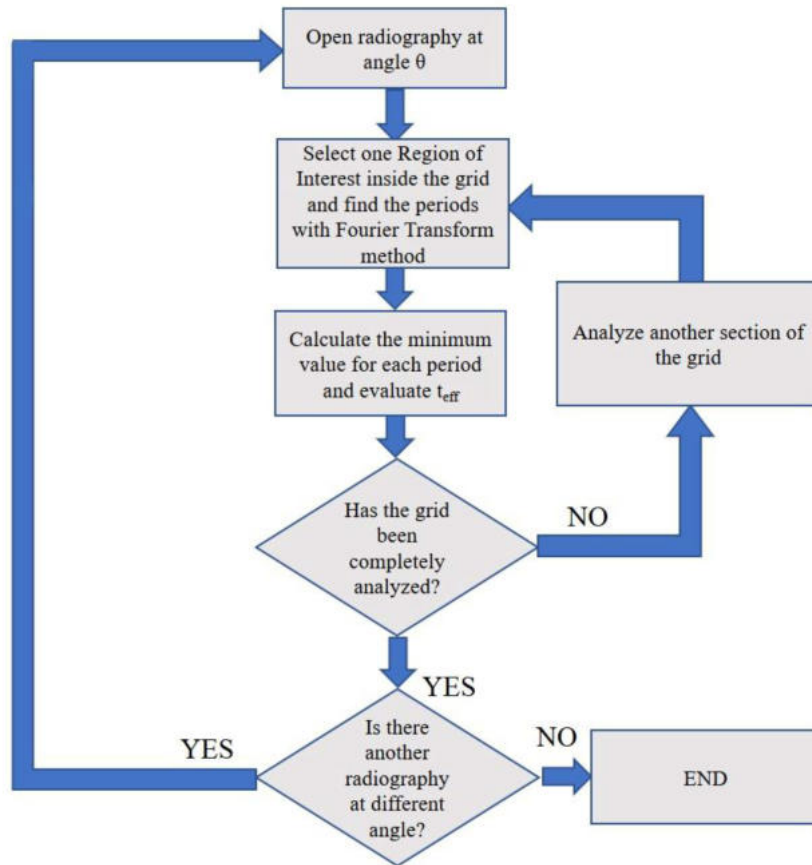 Open radiography at
angle θ
Select one Region of
Interest inside the grid
and find the periods
with Fourier Transform
method
Calculate the minimum
value for each period
and evaluate teff
Analyze another section of
the grid
Has the grid
been
completely
analyzed?
NO
YES
Is there
another
radiography
at different
angle?
YES
NO
END